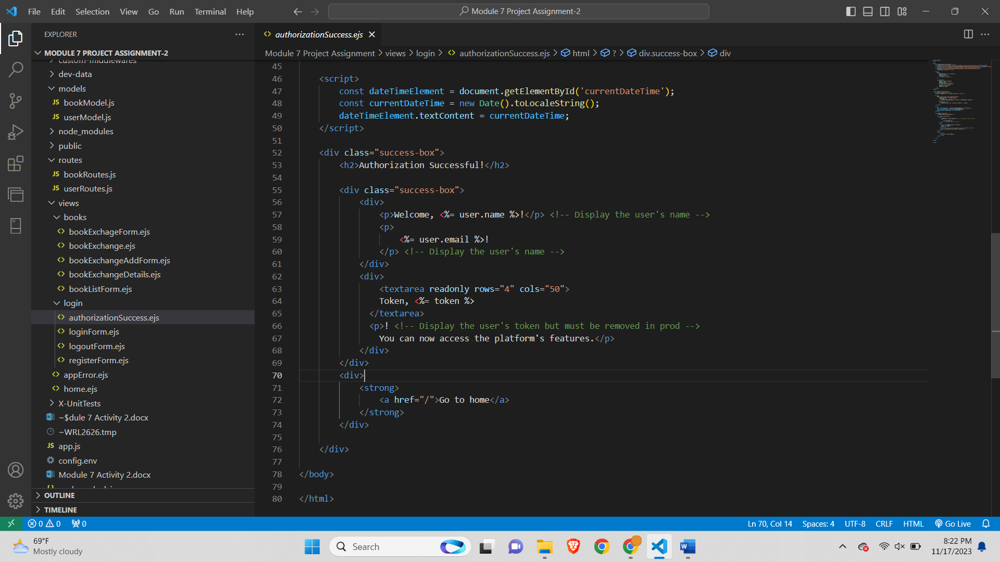 File Edit Selection View Go Run Terminal Help
Module 7 Project Assignment-2
EXPLORER
MODULE 7 PROJECT ASSIGNMENT-2
custom-middlewares
dev-data
models
JS bookModel.js
JS userModel.js
node_modules
public
routes
JS bookRoutes.js
JS userRoutes.js
views
books
<> bookExchageForm.ejs
<> bookExchange.ejs
<> bookExchangeAddForm.ejs
<> bookExchangeDetails.ejs
<> bookListForm.ejs
login
<> authorizationSuccess.ejs
<> loginForm.ejs
<> logoutForm.ejs
<> registerForm.ejs
<> appError.ejs
<> home.ejs
X-UnitTests
~$dule 7 Activity 2.docx
~WRL2626.tmp
JS app.js
config.env
Module 7 Activity 2.docx
OUTLINE
TIMELINE
<> authorizationSuccess.ejs
Module 7 Project Assignment > views > login > <> authorizationSuccess.ejs > html > ? > div.success-box > div
45
46 <script>
47 const dateTimeElement = document.getElementById('currentDateTime');
48 const currentDateTime = new Date().toLocaleString();
49 dateTimeElement.textContent = currentDateTime;
50 </script>
51
52 <div class="success-box">
53 <h2>Authorization Successful!</h2>
54
55 <div class="success-box">
56 <div>
57 <p>Welcome, <%= user.name %>!</p> <!-- Display the user's name -->
58 <p>
59 <%= user.email %>!
60 </p> <!-- Display the user's name -->
61 </div>
62 <div>
63 <textarea readonly rows="4" cols="50">
64 Token, <%= token %>
65 </textarea>
66 <p>! <!-- Display the user's token but must be removed in prod -->
67 You can now access the platform's features.</p>
68 </div>
69 </div>
70 <div>
71 <strong>
72 <a href="/">Go to home</a>
73 </strong>
74 </div>
75
76 </div>
77
78 </body>
79
80 </html>
0 0 0
Ln 70, Col 14 Spaces: 4 UTF-8 CRLF HTML Go Live
69°F
Mostly cloudy
Search
8:22 PM
11/17/2023